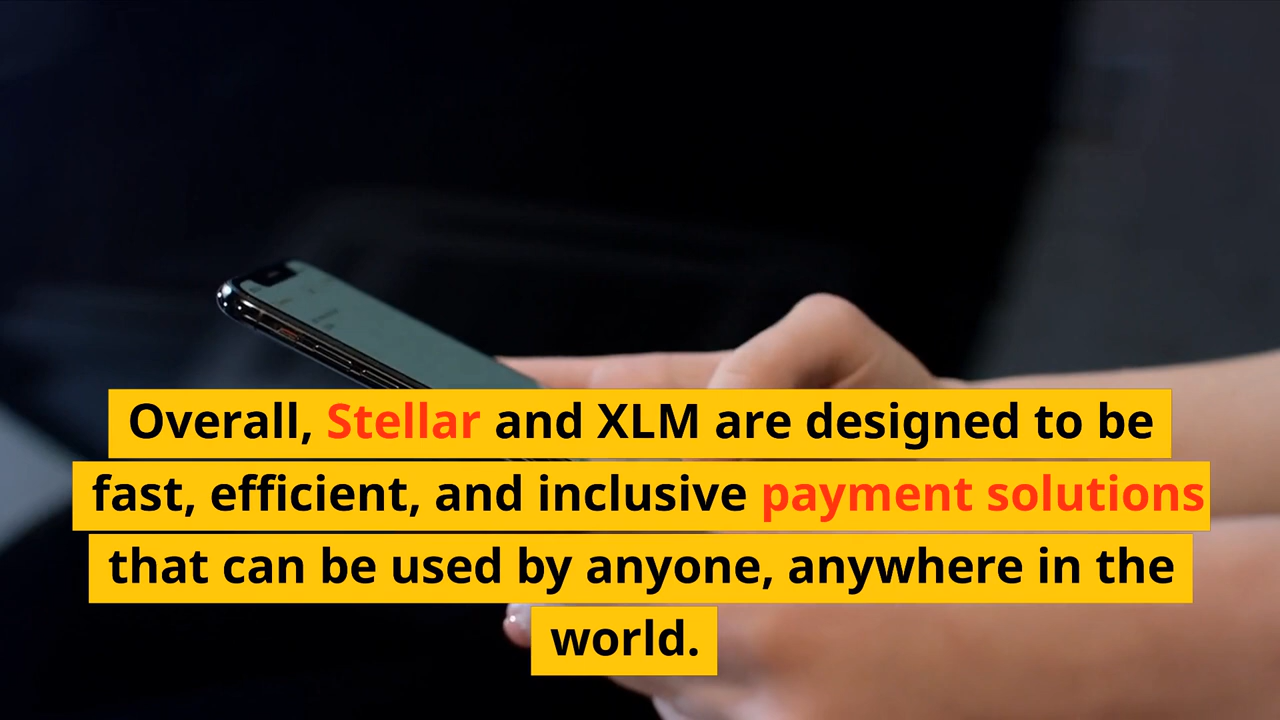 Overall, Stellar and XLM are designed to be
fast, efficient, and inclusive payment solutions
that can be used by anyone, anywhere in the
world.